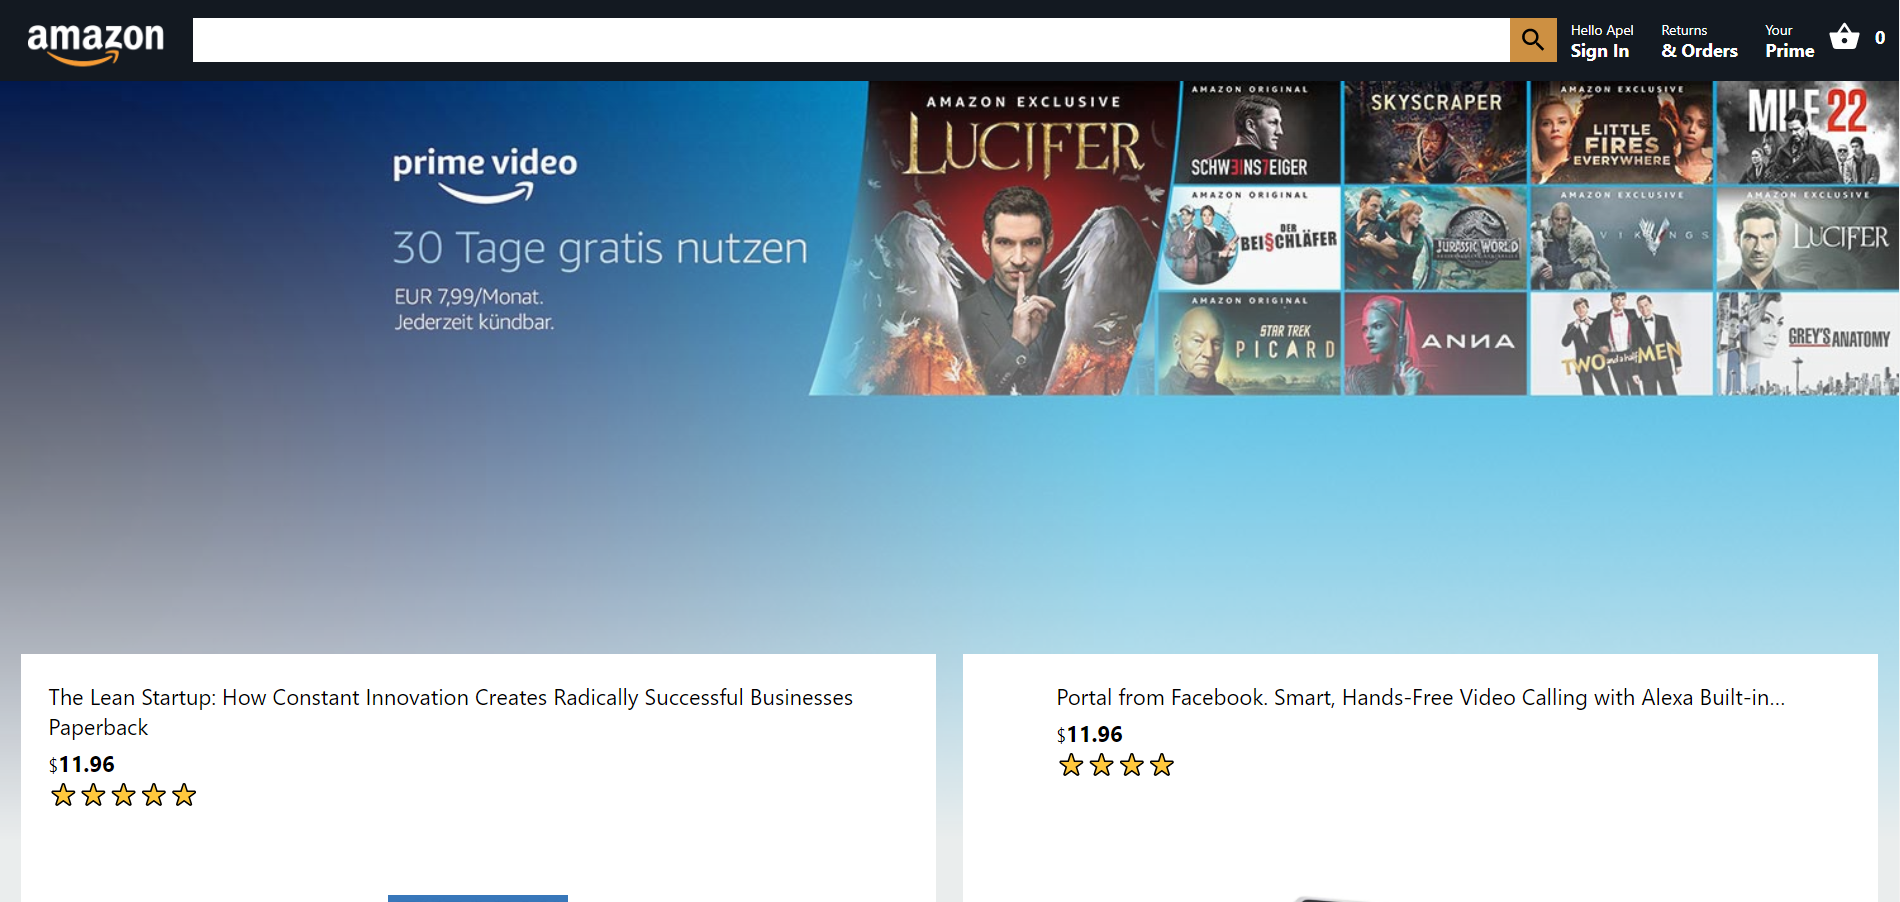 amazon
Hello Apel
Sign In
Returns
& Orders
Your
Prime
0
prime video
30 Tage gratis nutzen
EUR 7,99/Monat.
Jederzeit kündbar.
AMAZON EXCLUSIVE
LUCIFER
AMAZON ORIGINAL
SCHW3INS7EIGER
SKYSCRAPER
AMAZON EXCLUSIVE
LITTLE
FIRES
EVERYWHERE
MILE 22
AMAZON ORIGINAL
DER
BEI§CHLÄFER
JURASSIC WORLD
AMAZON EXCLUSIVE
VIKINGS
AMAZON EXCLUSIVE
LUCIFER
AMAZON ORIGINAL
STAR TREK
PICARD
ANNA
TWO and a half MEN
GREY'S ANATOMY
The Lean Startup: How Constant Innovation Creates Radically Successful Businesses
Paperback
$11.96
Portal from Facebook. Smart, Hands-Free Video Calling with Alexa Built-in...
$11.96